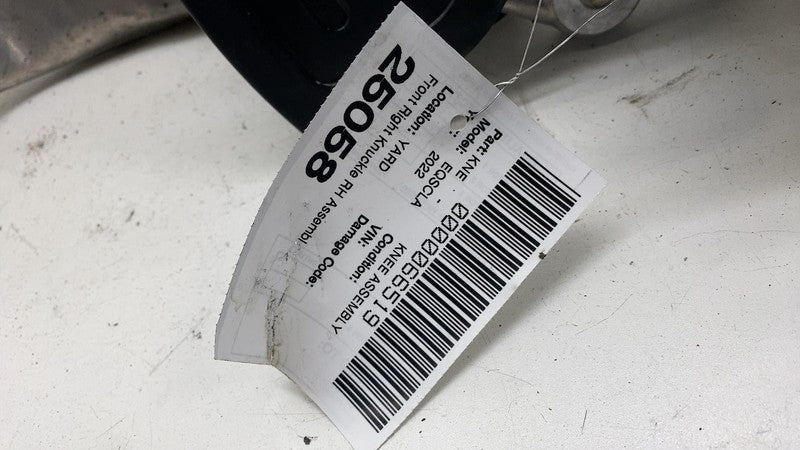 0000066519
Part: KNE - KNEE ASSEMBLY
Model: EQSCLA
2022
Condition:
VIN:
Location: YARD
Damage Code:
Front Right Knuckle RH Assembl
25058